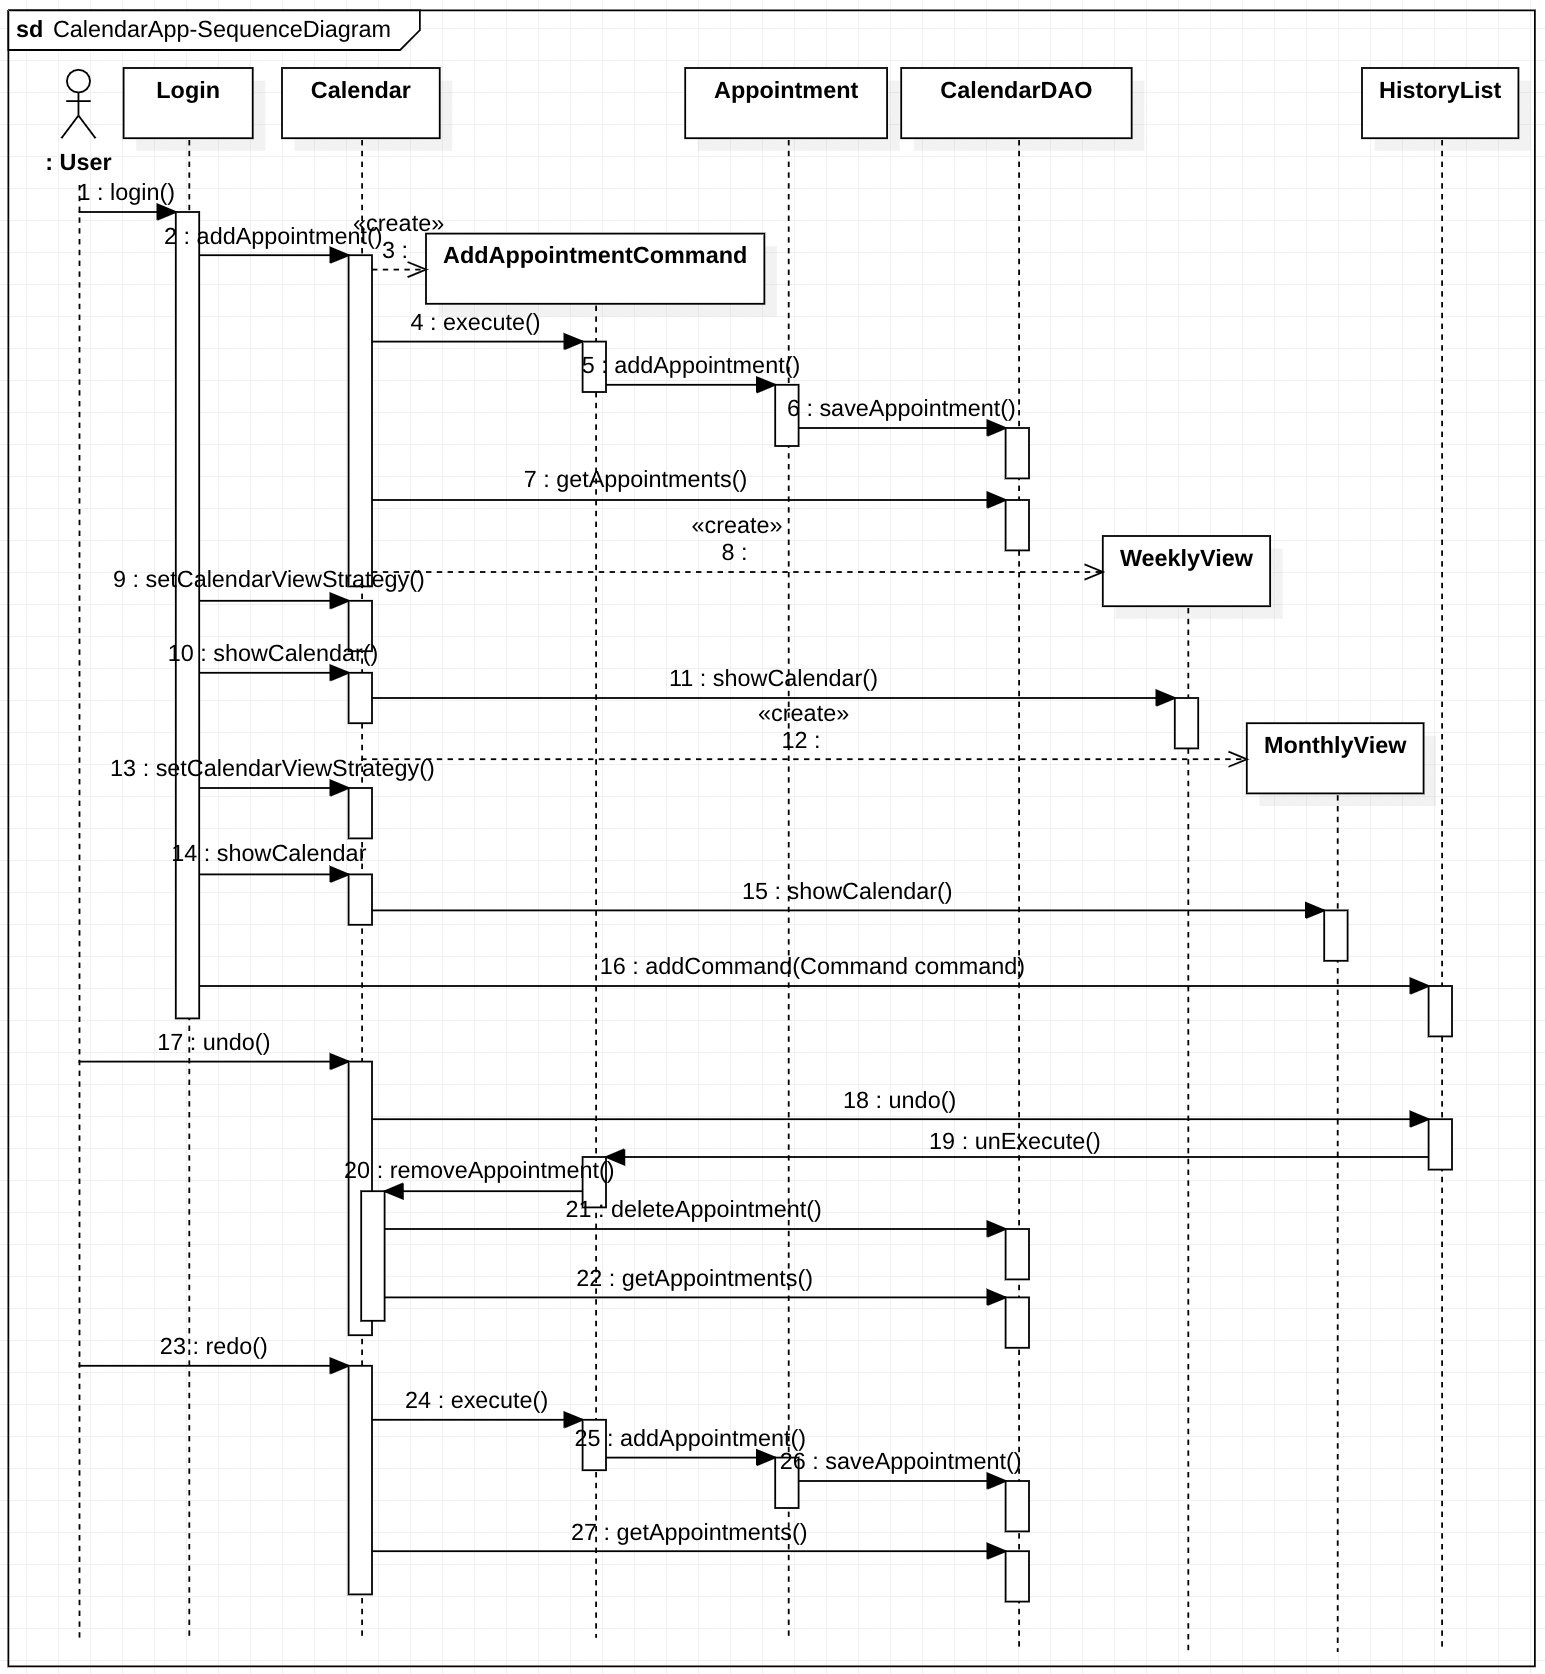 sd CalendarApp-SequenceDiagram
Login
Calendar
Appointment
CalendarDAO
HistoryList
: User
1 : login()
2 : addAppointment()
«create»
3 :
AddAppointmentCommand
4 : execute()
5 : addAppointment()
6 : saveAppointment()
7 : getAppointments()
«create»
8 :
WeeklyView
9 : setCalendarViewStrategy()
10 : showCalendar()
11 : showCalendar()
«create»
12 :
MonthlyView
13 : setCalendarViewStrategy()
14 : showCalendar
15 : showCalendar()
16 : addCommand(Command command)
17 : undo()
18 : undo()
19 : unExecute()
20 : removeAppointment()
21 : deleteAppointment()
22 : getAppointments()
23 : redo()
24 : execute()
25 : addAppointment()
26 : saveAppointment()
27 : getAppointments()